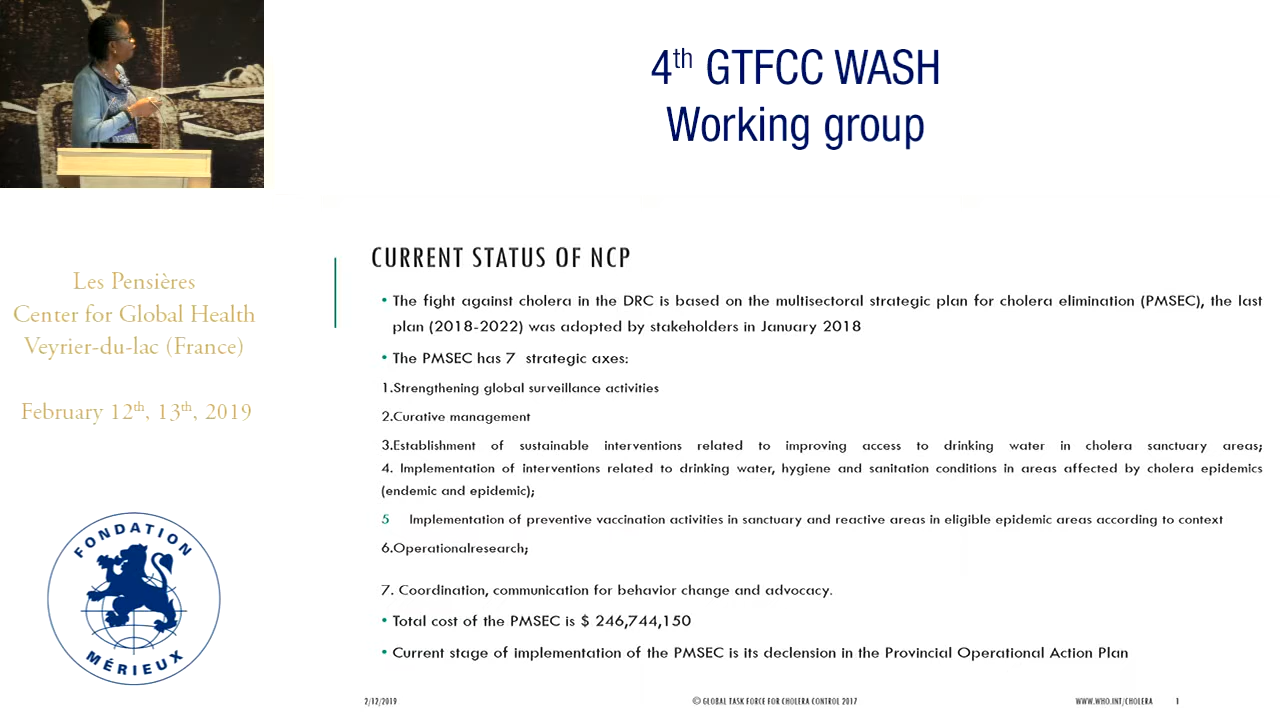 4th GTFCC WASH
Working group
Les Pensières
Center for Global Health
Veyrier-du-lac (France)
February 12th, 13th, 2019
FONDATION
MÉRIEUX
CURRENT STATUS OF NCP
• The fight against cholera in the DRC is based on the multisectoral strategic plan for cholera elimination (PMSEC), the last
plan (2018-2022) was adopted by stakeholders in January 2018
• The PMSEC has 7 strategic axes:
1.Strengthening global surveillance activities
2.Curative management
3.Establishment of sustainable interventions related to improving access to drinking water in cholera sanctuary areas;
4. Implementation of interventions related to drinking water, hygiene and sanitation conditions in areas affected by cholera epidemics
(endemic and epidemic);
5 Implementation of preventive vaccination activities in sanctuary and reactive areas in eligible epidemic areas according to context
6.Operationalresearch;
7. Coordination, communication for behavior change and advocacy.
• Total cost of the PMSEC is $ 246,744,150
• Current stage of implementation of the PMSEC is its declension in the Provincial Operational Action Plan
2/12/2019 © GLOBAL TASK FORCE FOR CHOLERA CONTROL 2017 WWW.WHO.INT/CHOLERA 1